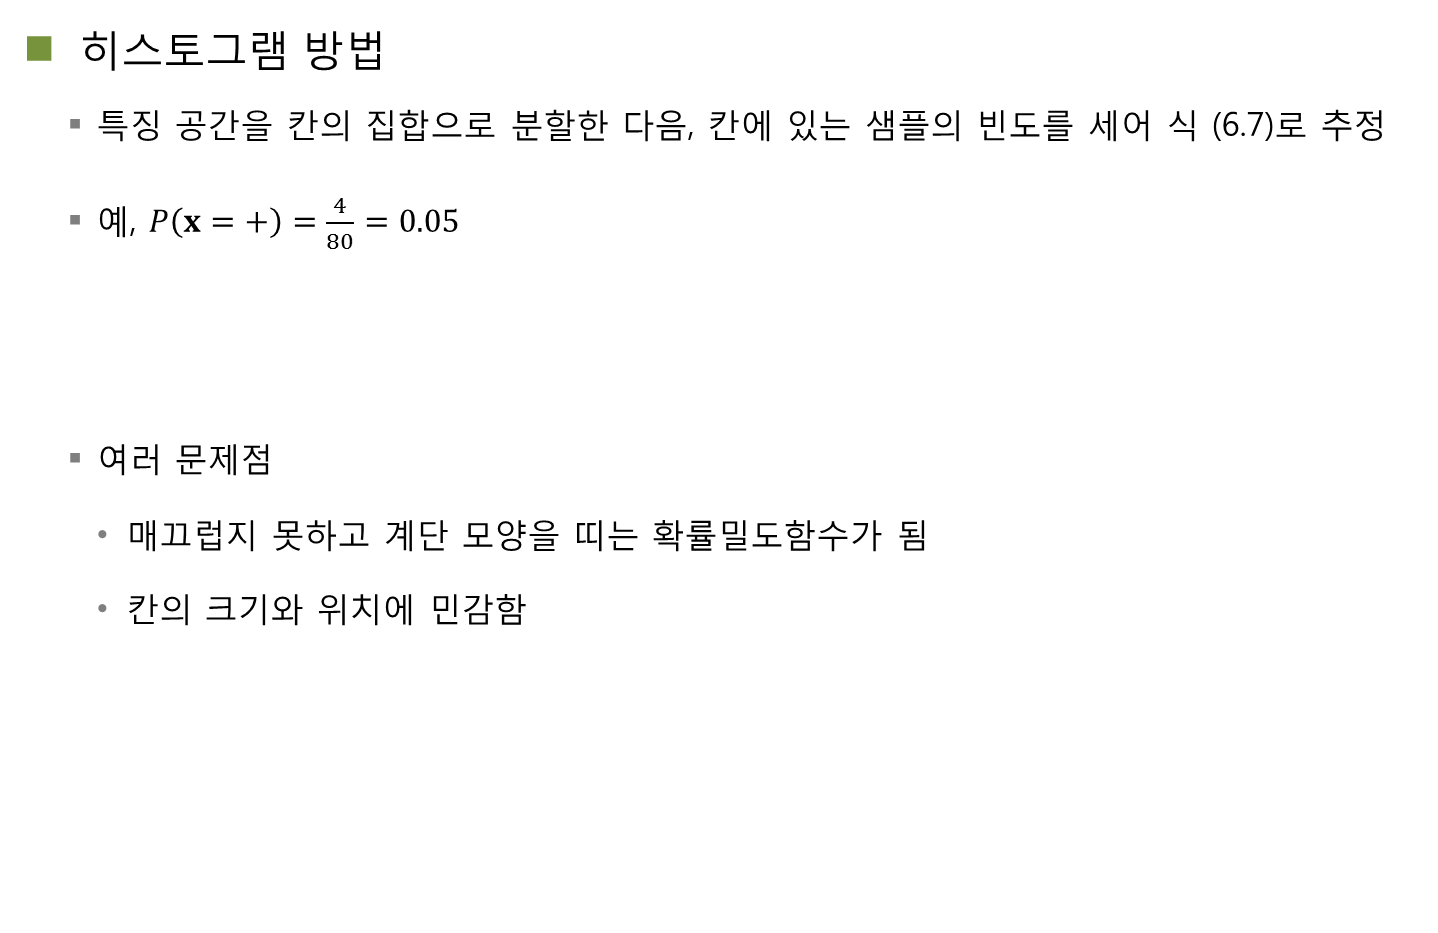 ■ 히스토그램 방법
▪ 특징 공간을 칸의 집합으로 분할한 다음, 칸에 있는 샘플의 빈도를 세어 식 (6.7)로 추정
▪ 예, P(x = +) = 4/80 = 0.05
▪ 여러 문제점
• 매끄럽지 못하고 계단 모양을 띠는 확률밀도함수가 됨
• 칸의 크기와 위치에 민감함